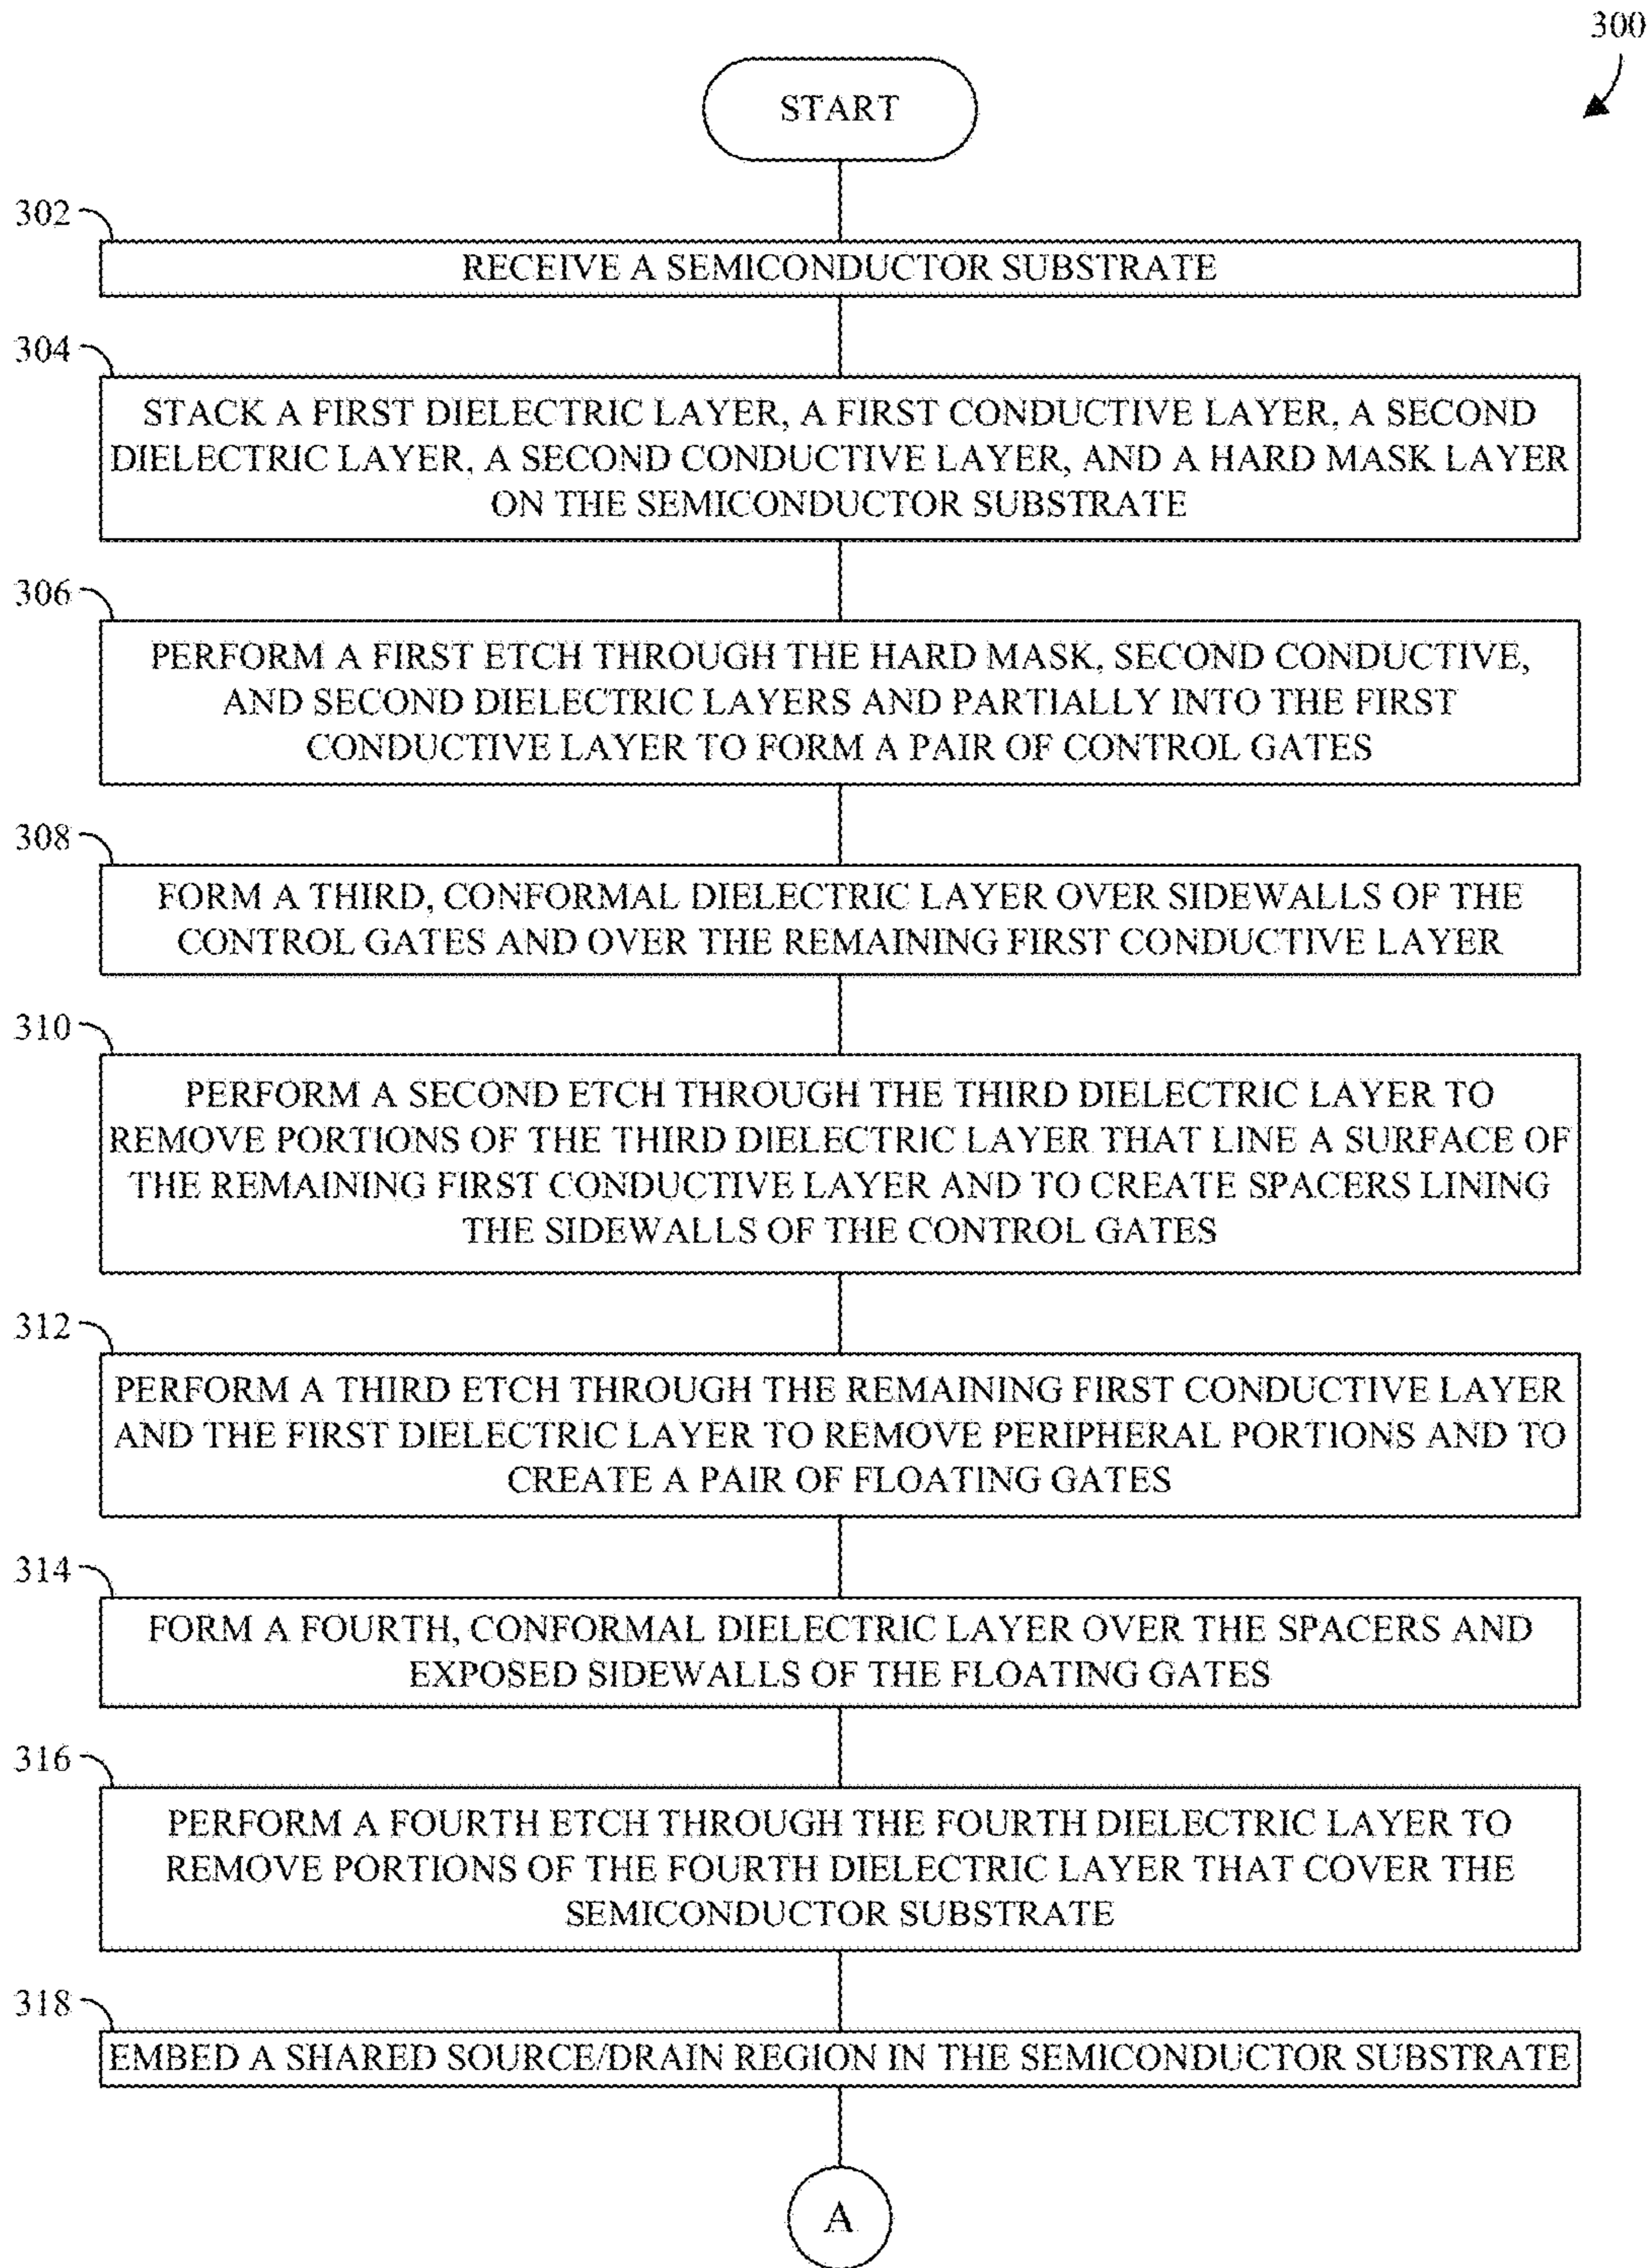 300
START
302
RECEIVE A SEMICONDUCTOR SUBSTRATE
304
STACK A FIRST DIELECTRIC LAYER, A FIRST CONDUCTIVE LAYER, A SECOND
DIELECTRIC LAYER, A SECOND CONDUCTIVE LAYER, AND A HARD MASK LAYER
ON THE SEMICONDUCTOR SUBSTRATE
306
PERFORM A FIRST ETCH THROUGH THE HARD MASK, SECOND CONDUCTIVE,
AND SECOND DIELECTRIC LAYERS AND PARTIALLY INTO THE FIRST
CONDUCTIVE LAYER TO FORM A PAIR OF CONTROL GATES
308
FORM A THIRD, CONFORMAL DIELECTRIC LAYER OVER SIDEWALLS OF THE
CONTROL GATES AND OVER THE REMAINING FIRST CONDUCTIVE LAYER
310
PERFORM A SECOND ETCH THROUGH THE THIRD DIELECTRIC LAYER TO
REMOVE PORTIONS OF THE THIRD DIELECTRIC LAYER THAT LINE A SURFACE OF
THE REMAINING FIRST CONDUCTIVE LAYER AND TO CREATE SPACERS LINING
THE SIDEWALLS OF THE CONTROL GATES
312
PERFORM A THIRD ETCH THROUGH THE REMAINING FIRST CONDUCTIVE LAYER
AND THE FIRST DIELECTRIC LAYER TO REMOVE PERIPHERAL PORTIONS AND TO
CREATE A PAIR OF FLOATING GATES
314
FORM A FOURTH, CONFORMAL DIELECTRIC LAYER OVER THE SPACERS AND
EXPOSED SIDEWALLS OF THE FLOATING GATES
316
PERFORM A FOURTH ETCH THROUGH THE FOURTH DIELECTRIC LAYER TO
REMOVE PORTIONS OF THE FOURTH DIELECTRIC LAYER THAT COVER THE
SEMICONDUCTOR SUBSTRATE
318
EMBED A SHARED SOURCE/DRAIN REGION IN THE SEMICONDUCTOR SUBSTRATE
A